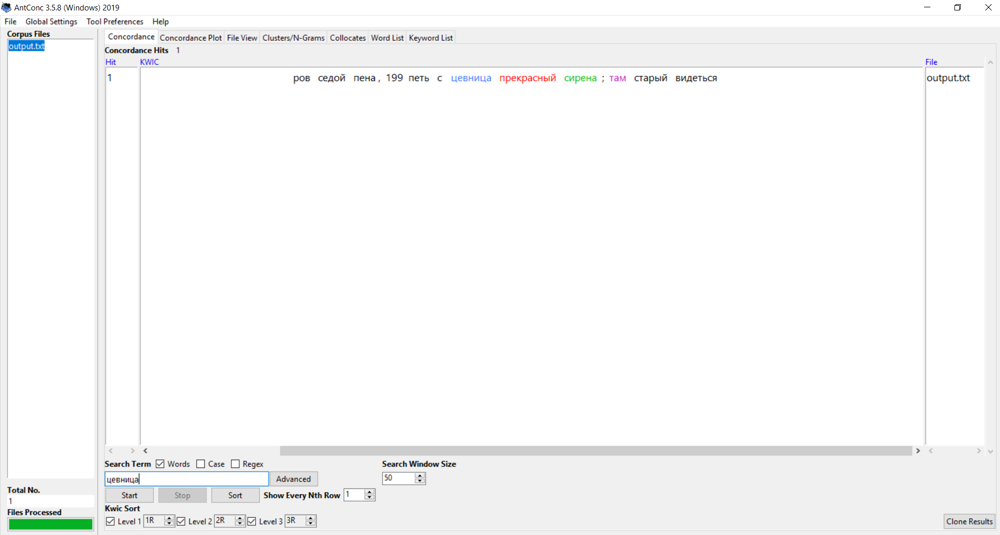 AntConc 3.5.8 (Windows) 2019
File Global Settings Tool Preferences Help
Corpus Files
output.txt
Concordance Concordance Plot File View Clusters/N-Grams Collocates Word List Keyword List
Concordance Hits 1
Hit KWIC File
1 ров седой пена , 199 петь с цевница прекрасный сирена ; там старый видеться output.txt
Search Term Words Case Regex Search Window Size
цевница Advanced 50
Start Stop Sort Show Every Nth Row 1
Kwic Sort
Level 1 1R Level 2 2R Level 3 3R
Clone Results
Total No.
1
Files Processed